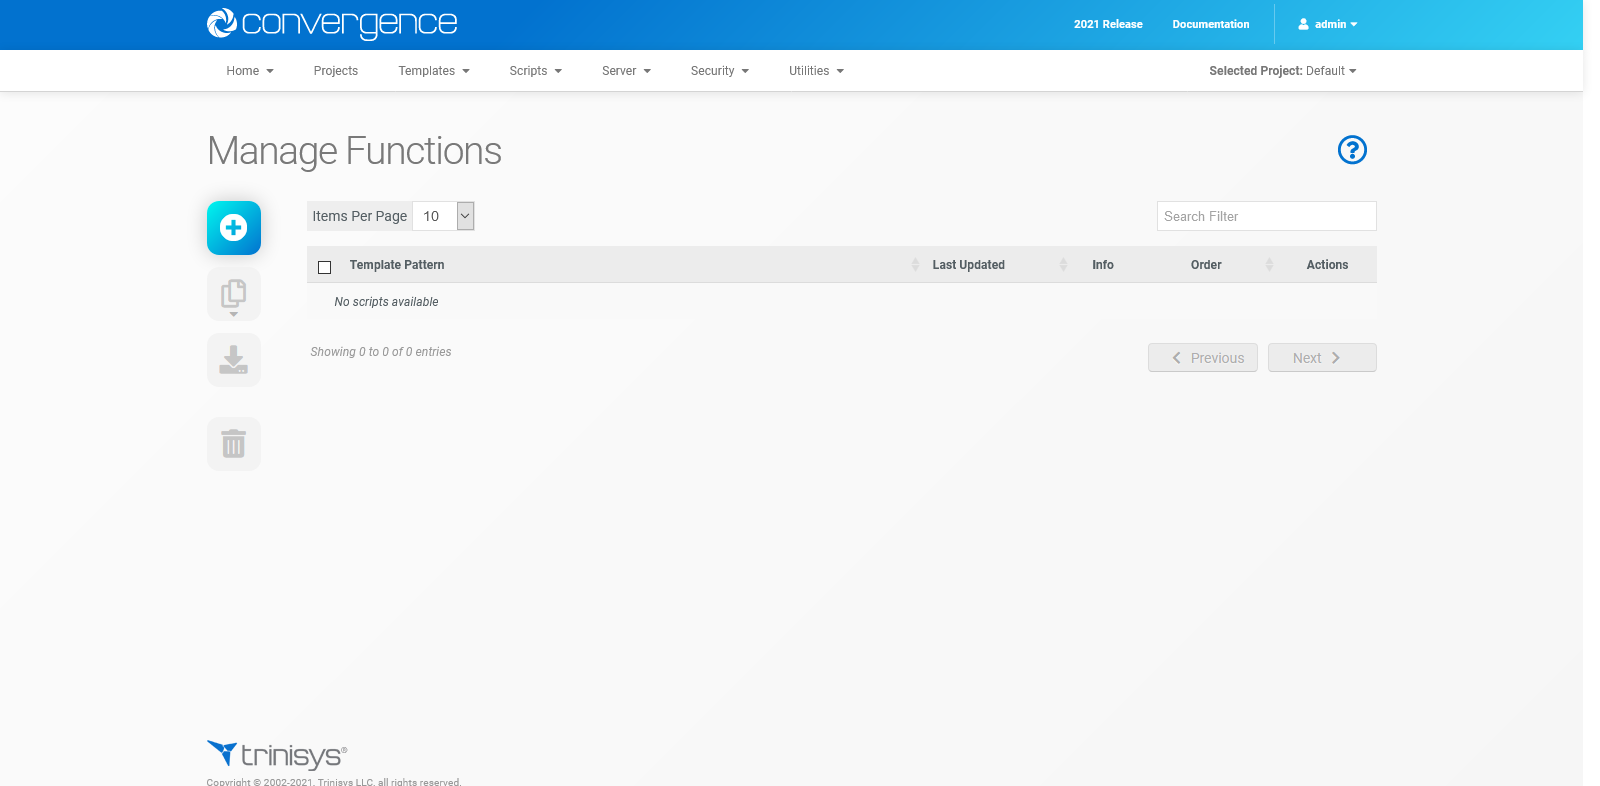 convergence
2021 Release Documentation admin
Home Projects Templates Scripts Server Security Utilities Selected Project: Default
Manage Functions
Items Per Page 10 Search Filter
Template Pattern Last Updated Info Order Actions
No scripts available
Showing 0 to 0 of 0 entries Previous Next
trinisys®
Copyright © 2002-2021, Trinisys LLC, all rights reserved.